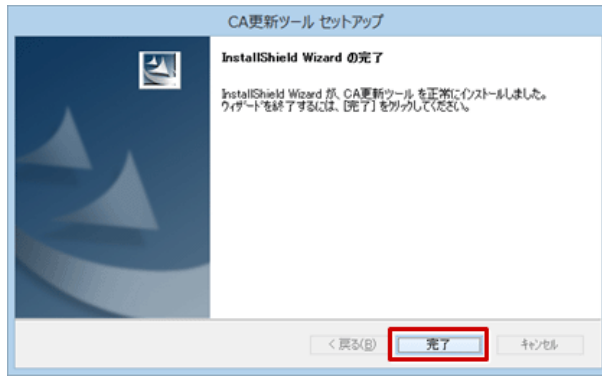 CA更新ツール セットアップ
InstallShield Wizard の完了
InstallShield Wizard が、CA更新ツール を正常にインストールしました。
ウィザードを終了するには、[完了] をクリックしてください。
< 戻る(B)
完了
キャンセル